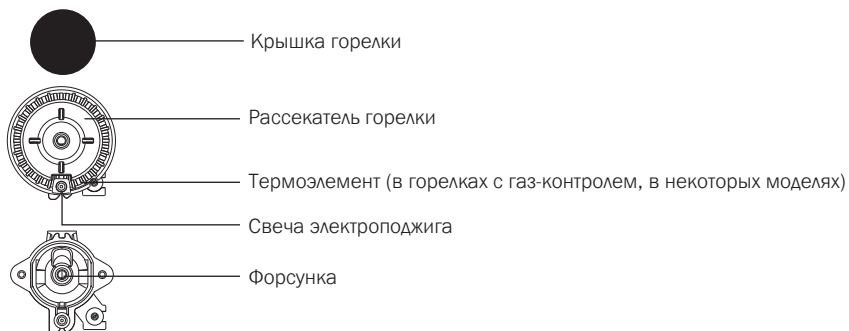 Крышка горелки
Рассекатель горелки
Термоэлемент (в горелках с газ-контролем, в некоторых моделях)
Свеча электроподжига
Форсунка